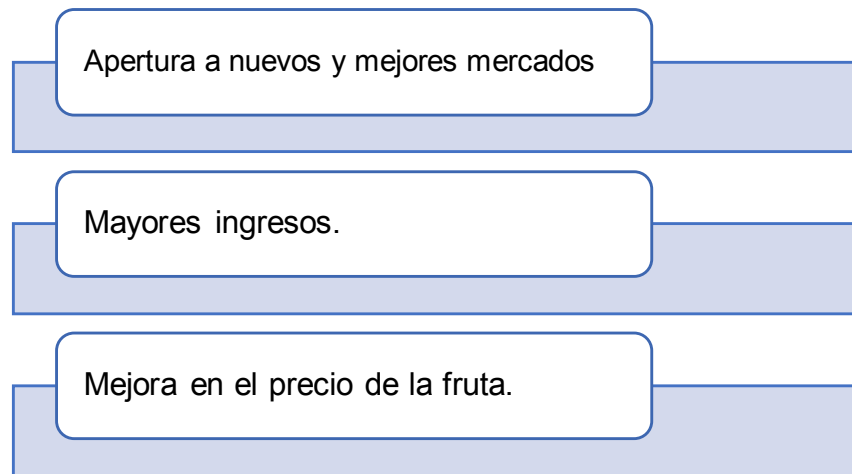 Apertura a nuevos y mejores mercados
Mayores ingresos.
Mejora en el precio de la fruta.